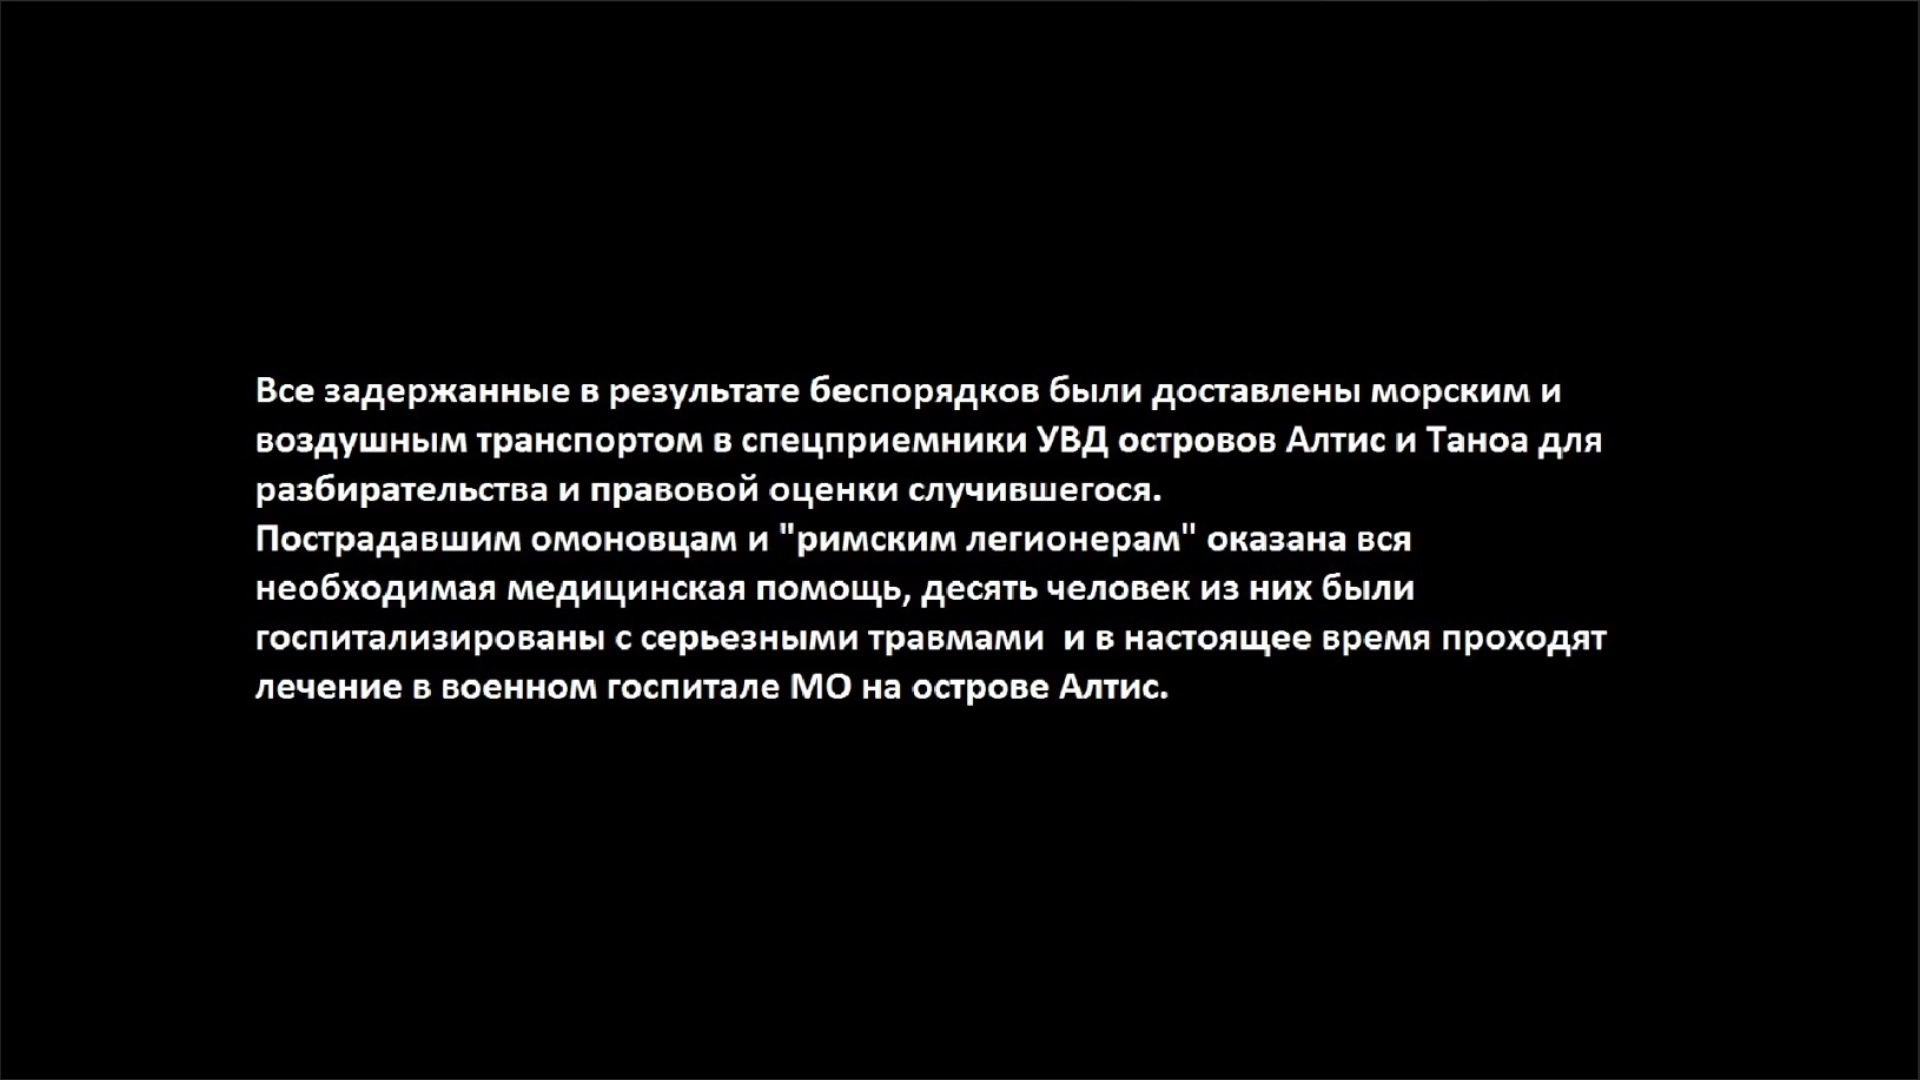 Все задержанные в результате беспорядков были доставлены морским и
воздушным транспортом в спецприемники УВД островов Алтис и Таноа для
разбирательства и правовой оценки случившегося.
Пострадавшим омоновцам и "римским легионерам" оказана вся
необходимая медицинская помощь, десять человек из них были
госпитализированы с серьезными травмами  и в настоящее время проходят
лечение в военном госпитале МО на острове Алтис.